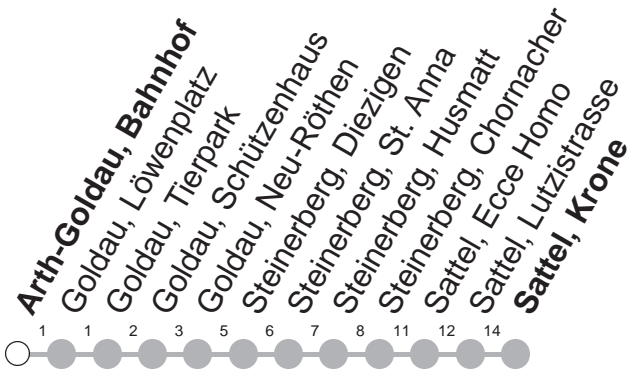 Arth-Goldau, Bahnhof
Goldau, Löwenplatz
Goldau, Tierpark
Goldau, Schützenhaus
Goldau, Neu-Röthen
Steinerberg, Diezigen
Steinerberg, St. Anna
Steinerberg, Husmatt
Steinerberg, Chornacher
Sattel, Ecce Homo
Sattel, Lutzistrasse
Sattel, Krone
1 1 2 3 5 6 7 8 11 12 14